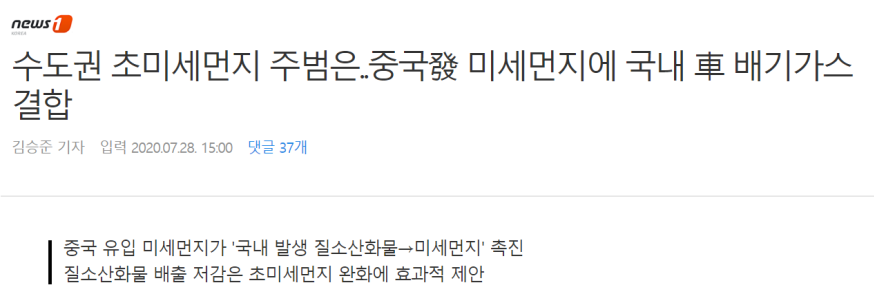 news1
KOREA
수도권 초미세먼지 주범은..중국發 미세먼지에 국내 車 배기가스
결합
김승준 기자 입력 2020.07.28. 15:00 댓글 37개
중국 유입 미세먼지가 '국내 발생 질소산화물→미세먼지' 촉진
질소산화물 배출 저감은 초미세먼지 완화에 효과적 제안